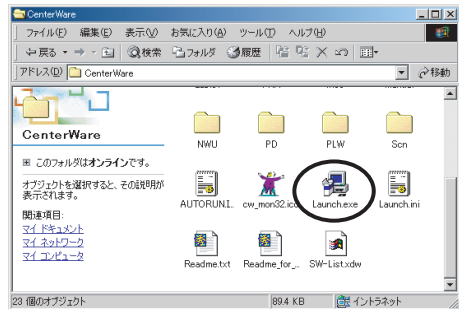 CenterWare
ファイル(F) 編集(E) 表示(V) お気に入り(A) ツール(T) ヘルプ(H)
戻る 検索 フォルダ 履歴
アドレス(D) CenterWare 移動
CenterWare
このフォルダはオンラインです。
オブジェクトを選択すると、その説明が
表示されます。
関連項目:
マイ ドキュメント
マイ ネットワーク
マイ コンピュータ
NWU PD PLW Scn
AUTORUN.I... cw_mon32.ico Launch.exe Launch.ini
Readme.txt Readme_for_... SW-List.xdw
23 個のオブジェクト 89.4 KB イントラネット